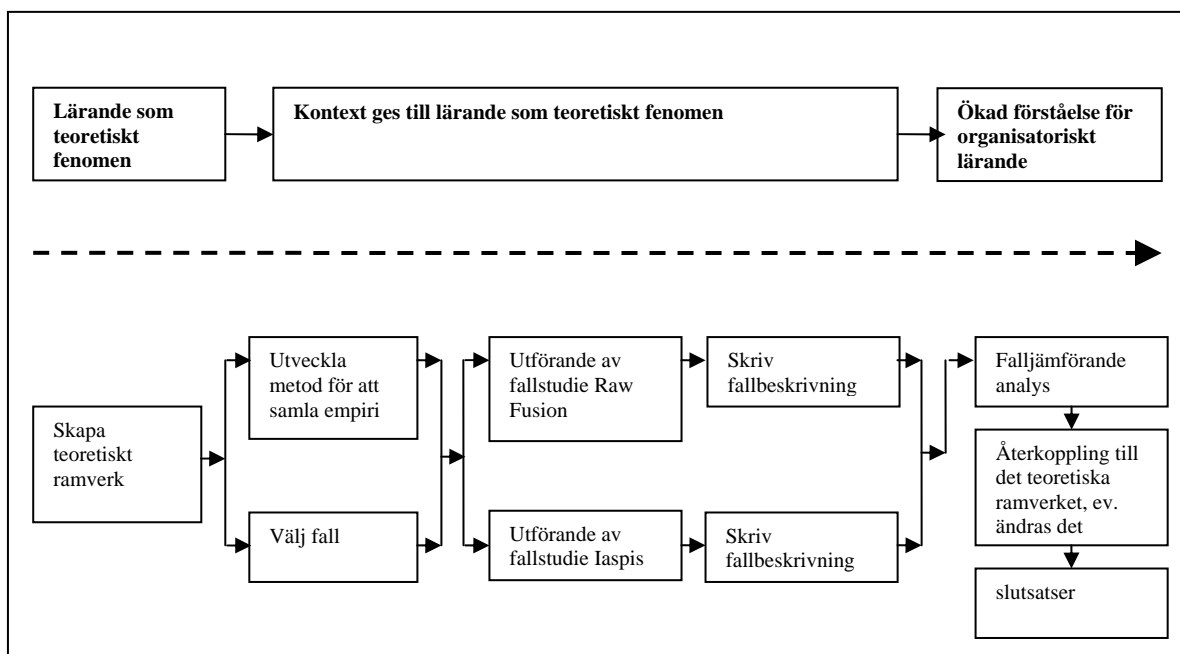 Lärande som
teoretiskt
fenomen
Kontext ges till lärande som teoretiskt fenomen
Ökad förståelse för
organisatoriskt
lärande
Skapa
teoretiskt
ramverk
Utveckla
metod för att
samla empiri
Välj fall
Utförande av
fallstudie Raw
Fusion
Skriv
fallbeskrivning
Utförande av
fallstudie Iaspis
Skriv
fallbeskrivning
Falljämförande
analys
Återkoppling till
det teoretiska
ramverket, ev.
ändras det
slutsatser